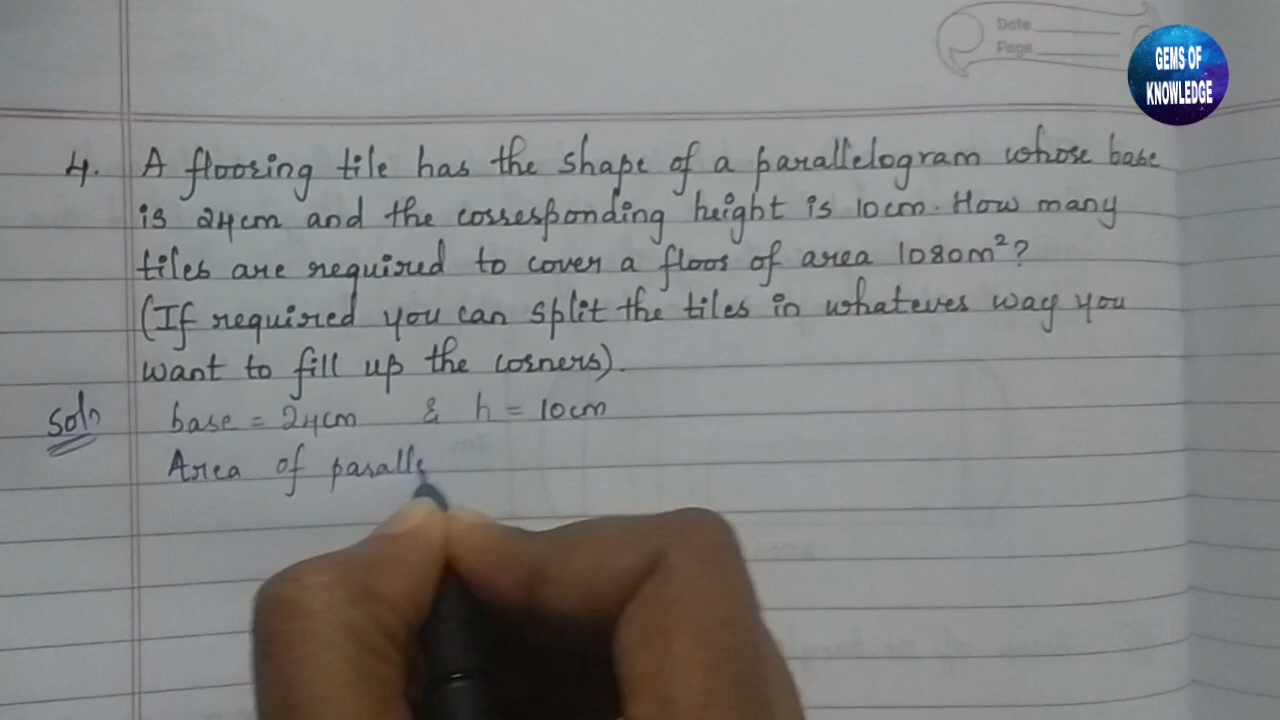 Date
Page
GEMS OF
KNOWLEDGE
4. A flooring tile has the shape of a parallelogram whose base
is 24cm and the corresponding height is 10cm. How many
tiles are required to cover a floor of area 1080m²?
(If required you can split the tiles in whatever way you
want to fill up the corners).
Soln base = 24cm & h = 10cm
Area of paralle